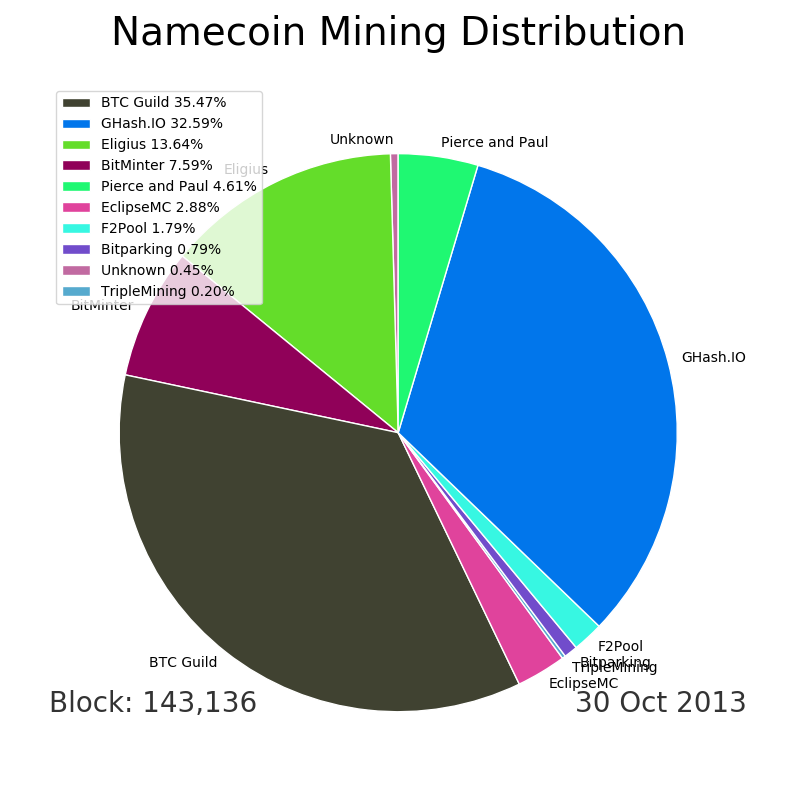 Namecoin Mining Distribution
BTC Guild 35.47%
GHash.IO 32.59%
Eligius 13.64%
BitMinter 7.59%
Pierce and Paul 4.61%
EclipseMC 2.88%
F2Pool 1.79%
Bitparking 0.79%
Unknown 0.45%
TripleMining 0.20%
Unknown
Pierce and Paul
Eligius
BitMinter
GHash.IO
BTC Guild
F2Pool
Bitparking
TripleMining
EclipseMC
Block: 143,136
30 Oct 2013